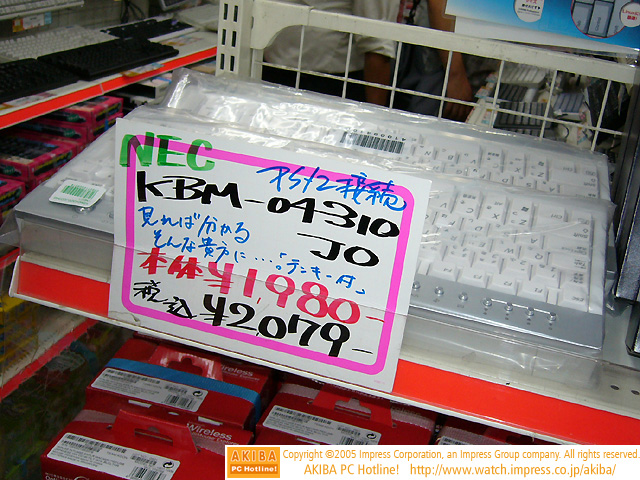 NEC
PS/2接続
KBM-04310
JO
見れば分かる
そんな貴方に…。「テンキー付」
本体¥1,980-
税込¥2,079-
Wireless
Wireless
AKIBA
PC Hotline!
Copyright ©2005 Impress Corporation, an Impress Group company. All rights reserved.
AKIBA PC Hotline! http://www.watch.impress.co.jp/akiba/